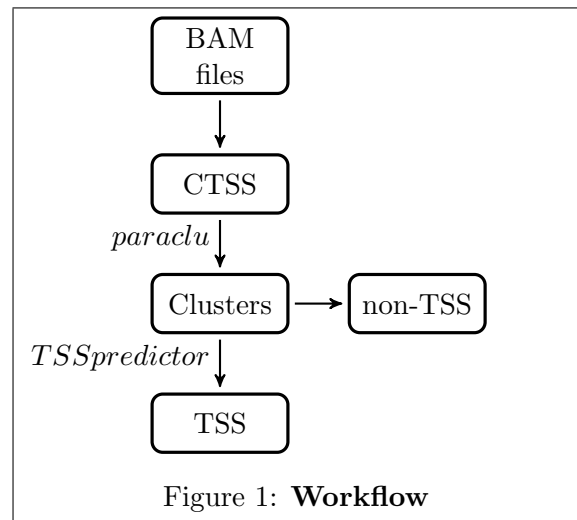 BAM
files
CTSS
paraclu
Clusters
non-TSS
TSSpredictor
TSS
Figure 1: Workflow